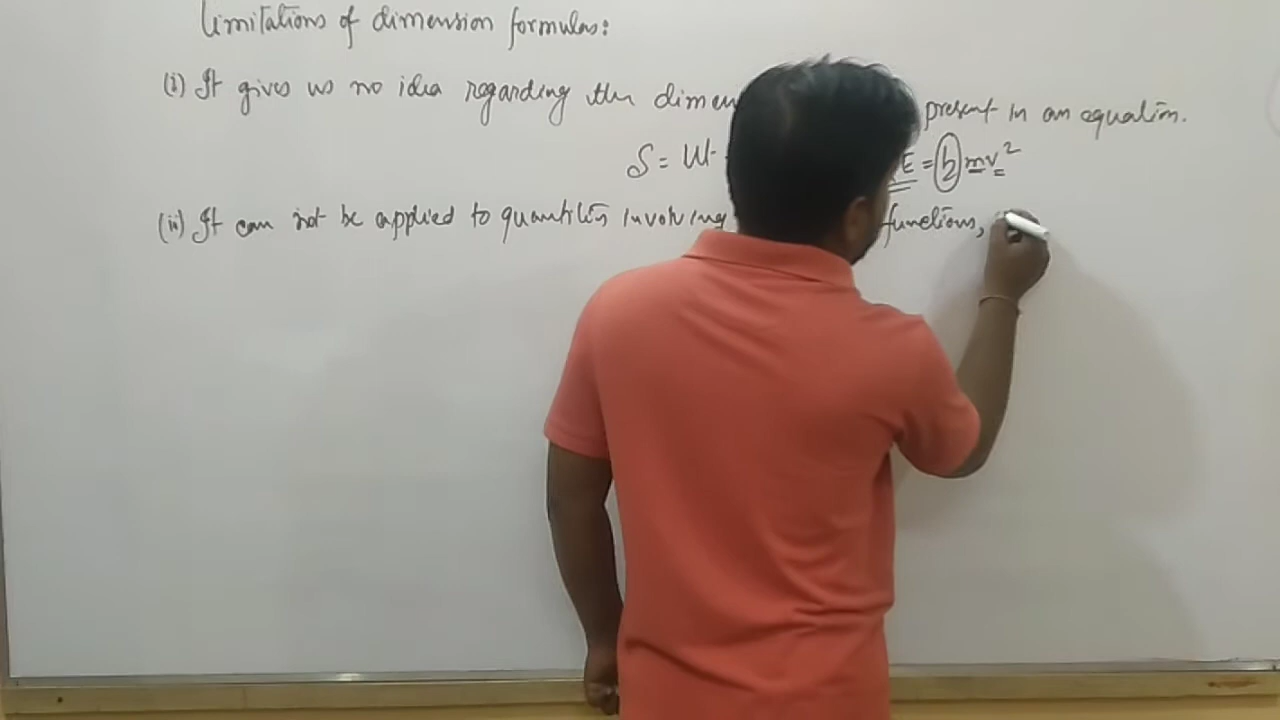 Limitations of dimension formulas:
(i) It gives us no idea regarding the dimen present in an equation.
S = ut E = ½ mv²
(ii) It can not be applied to quantities involving functions,